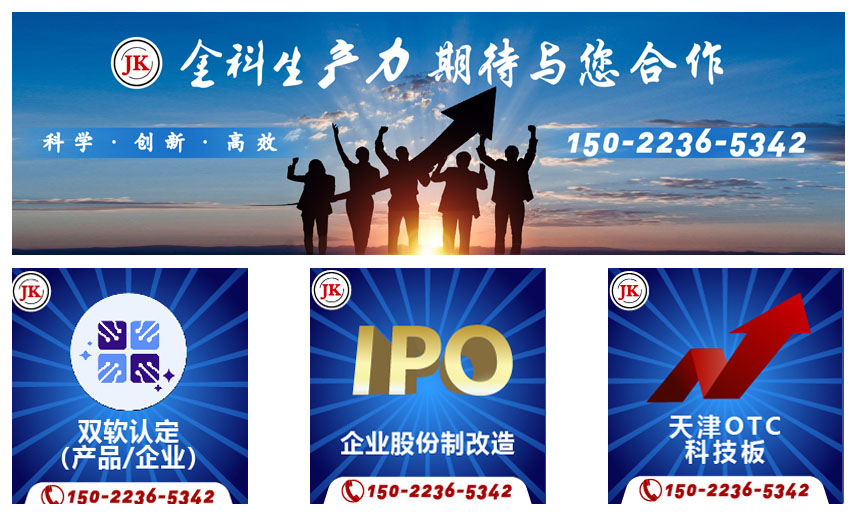 JK 金科生产力 期待与您合作
科学·创新·高效
150-2236-5342
JK
双软认定
(产品/企业)
150-2236-5342
JK
IPO
企业股份制改造
150-2236-5342
JK
天津OTC
科技板
150-2236-5342